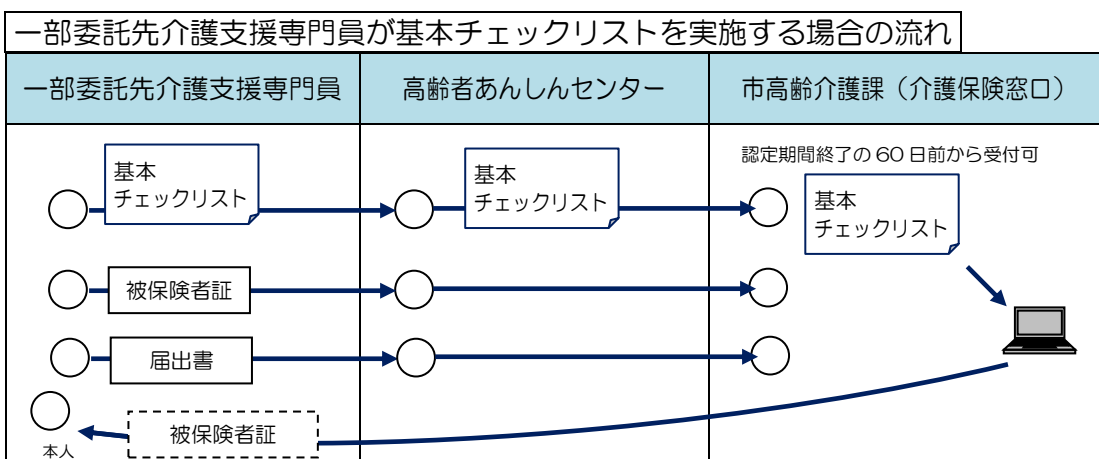 一部委託先介護支援専門員が基本チェックリストを実施する場合の流れ
一部委託先介護支援専門員
高齢者あんしんセンター
市高齢介護課(介護保険窓口)
認定期間終了の60日前から受付可
基本
チェックリスト
基本
チェックリスト
基本
チェックリスト
被保険者証
届出書
被保険者証
本人